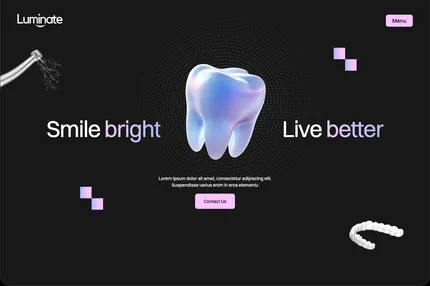 Luminate
Menu
Smile bright
Live better
Lorem ipsum dolor sit amet, consectetur adipiscing elit.
Suspendisse varius enim in eros elementu
Contact Us